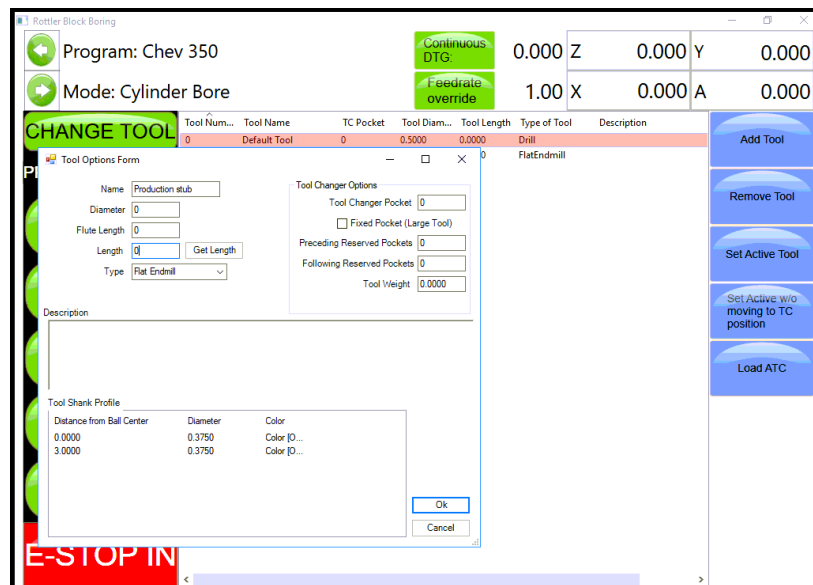 Rottler Block Boring
Program: Chev 350
Continuous DTG:
0.000 Z 0.000 Y 0.000
Mode: Cylinder Bore
Feedrate override
1.00 X 0.000 A 0.000
CHANGE TOOL
Tool Num... Tool Name TC Pocket Tool Diam... Tool Length Type of Tool Description
0 Default Tool 0 0.5000 0.0000 Drill
0 FlatEndmill
Tool Options Form
Name Production stub
Diameter 0
Flute Length 0
Length 0 Get Length
Type Flat Endmill
Tool Changer Options
Tool Changer Pocket 0
Fixed Pocket (Large Tool)
Preceding Reserved Pockets 0
Following Reserved Pockets 0
Tool Weight 0.0000
Description
Tool Shank Profile
Distance from Ball Center Diameter Color
0.0000 0.3750 Color [O...
3.0000 0.3750 Color [O...
Ok
Cancel
Add Tool
Remove Tool
Set Active Tool
Set Active w/o
moving to TC
position
Load ATC
E-STOP IN